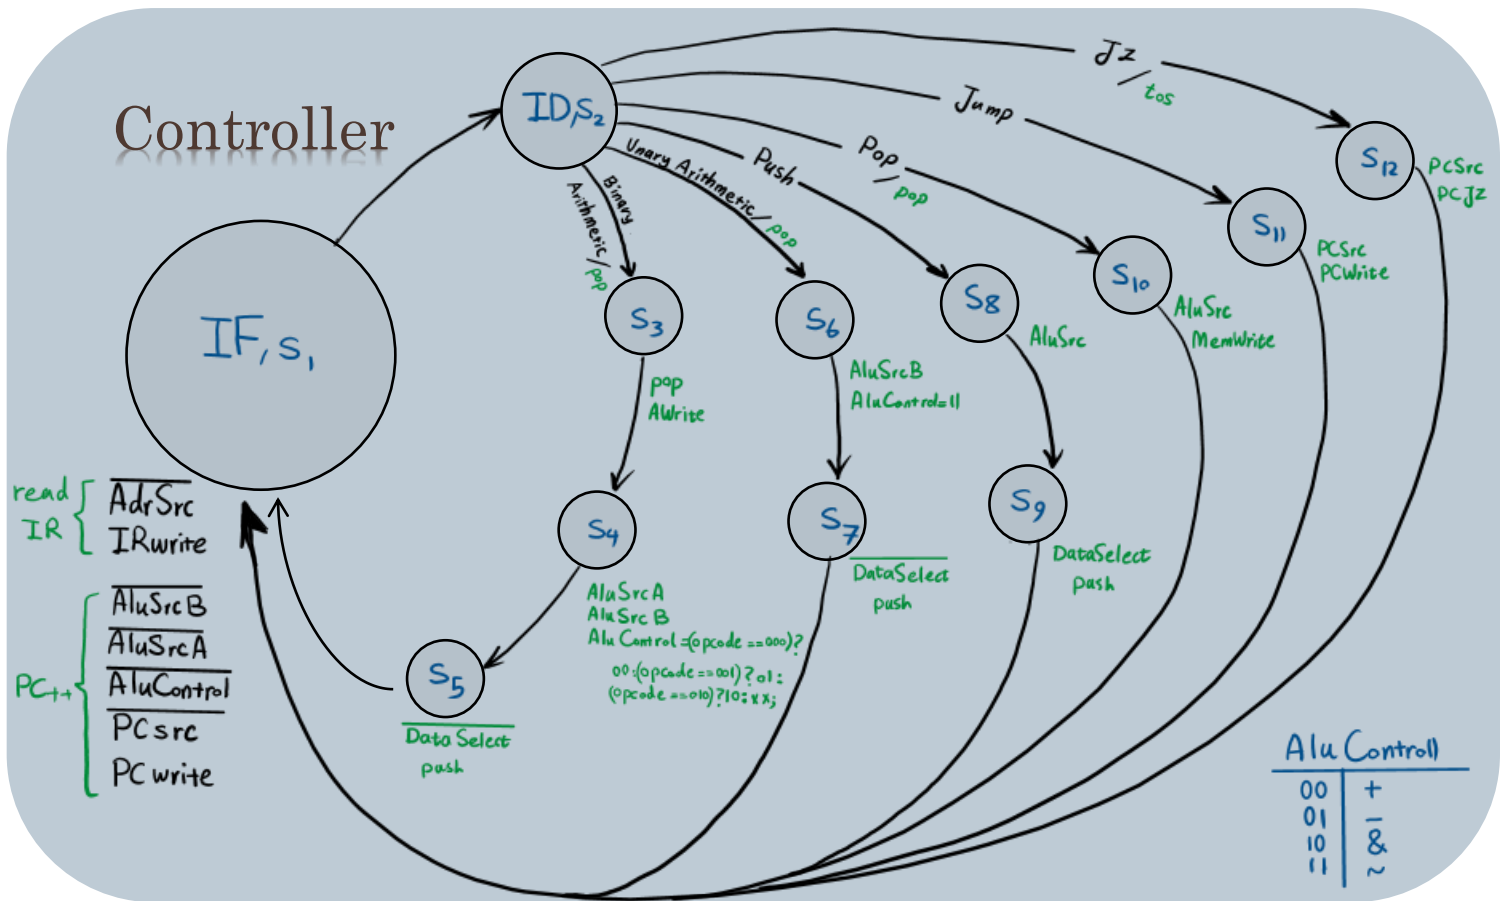 Controller
IF, S1
ID, S2
Jz
/tos
Jump
Pop
/pop
Push
Unary Arithmetic/pop
Binary
Arithmetic/pop
S12
PCSrc
PCJZ
S11
PCSrc
PCWrite
S10
AluSrc
MemWrite
S8
AluSrc
S6
AluSrcB
AluControl=11
S3
pop
AWrite
S9
DataSelect
push
S7
DataSelect
push
S4
AluSrcA
AluSrcB
AluControl=(opcode==000)?
00:(opcode==001)?01:
(opcode==010)?10:xx;
S5
DataSelect
push
read
IR
AdrSrc
IRwrite
PC++
AluSrcB
AluSrcA
AluControl
PCsrc
PCwrite
AluControll
00 +
01 -
10 &
11 ~